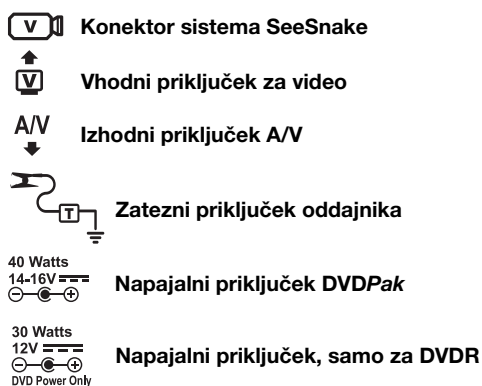 V Konektor sistema SeeSnake
V Vhodni priključek za video
A/V Izhodni priključek A/V
T Zatezni priključek oddajnika
40 Watts
14-16V
Napajalni priključek DVDPak
30 Watts
12V
Napajalni priključek, samo za DVDR
DVD Power Only